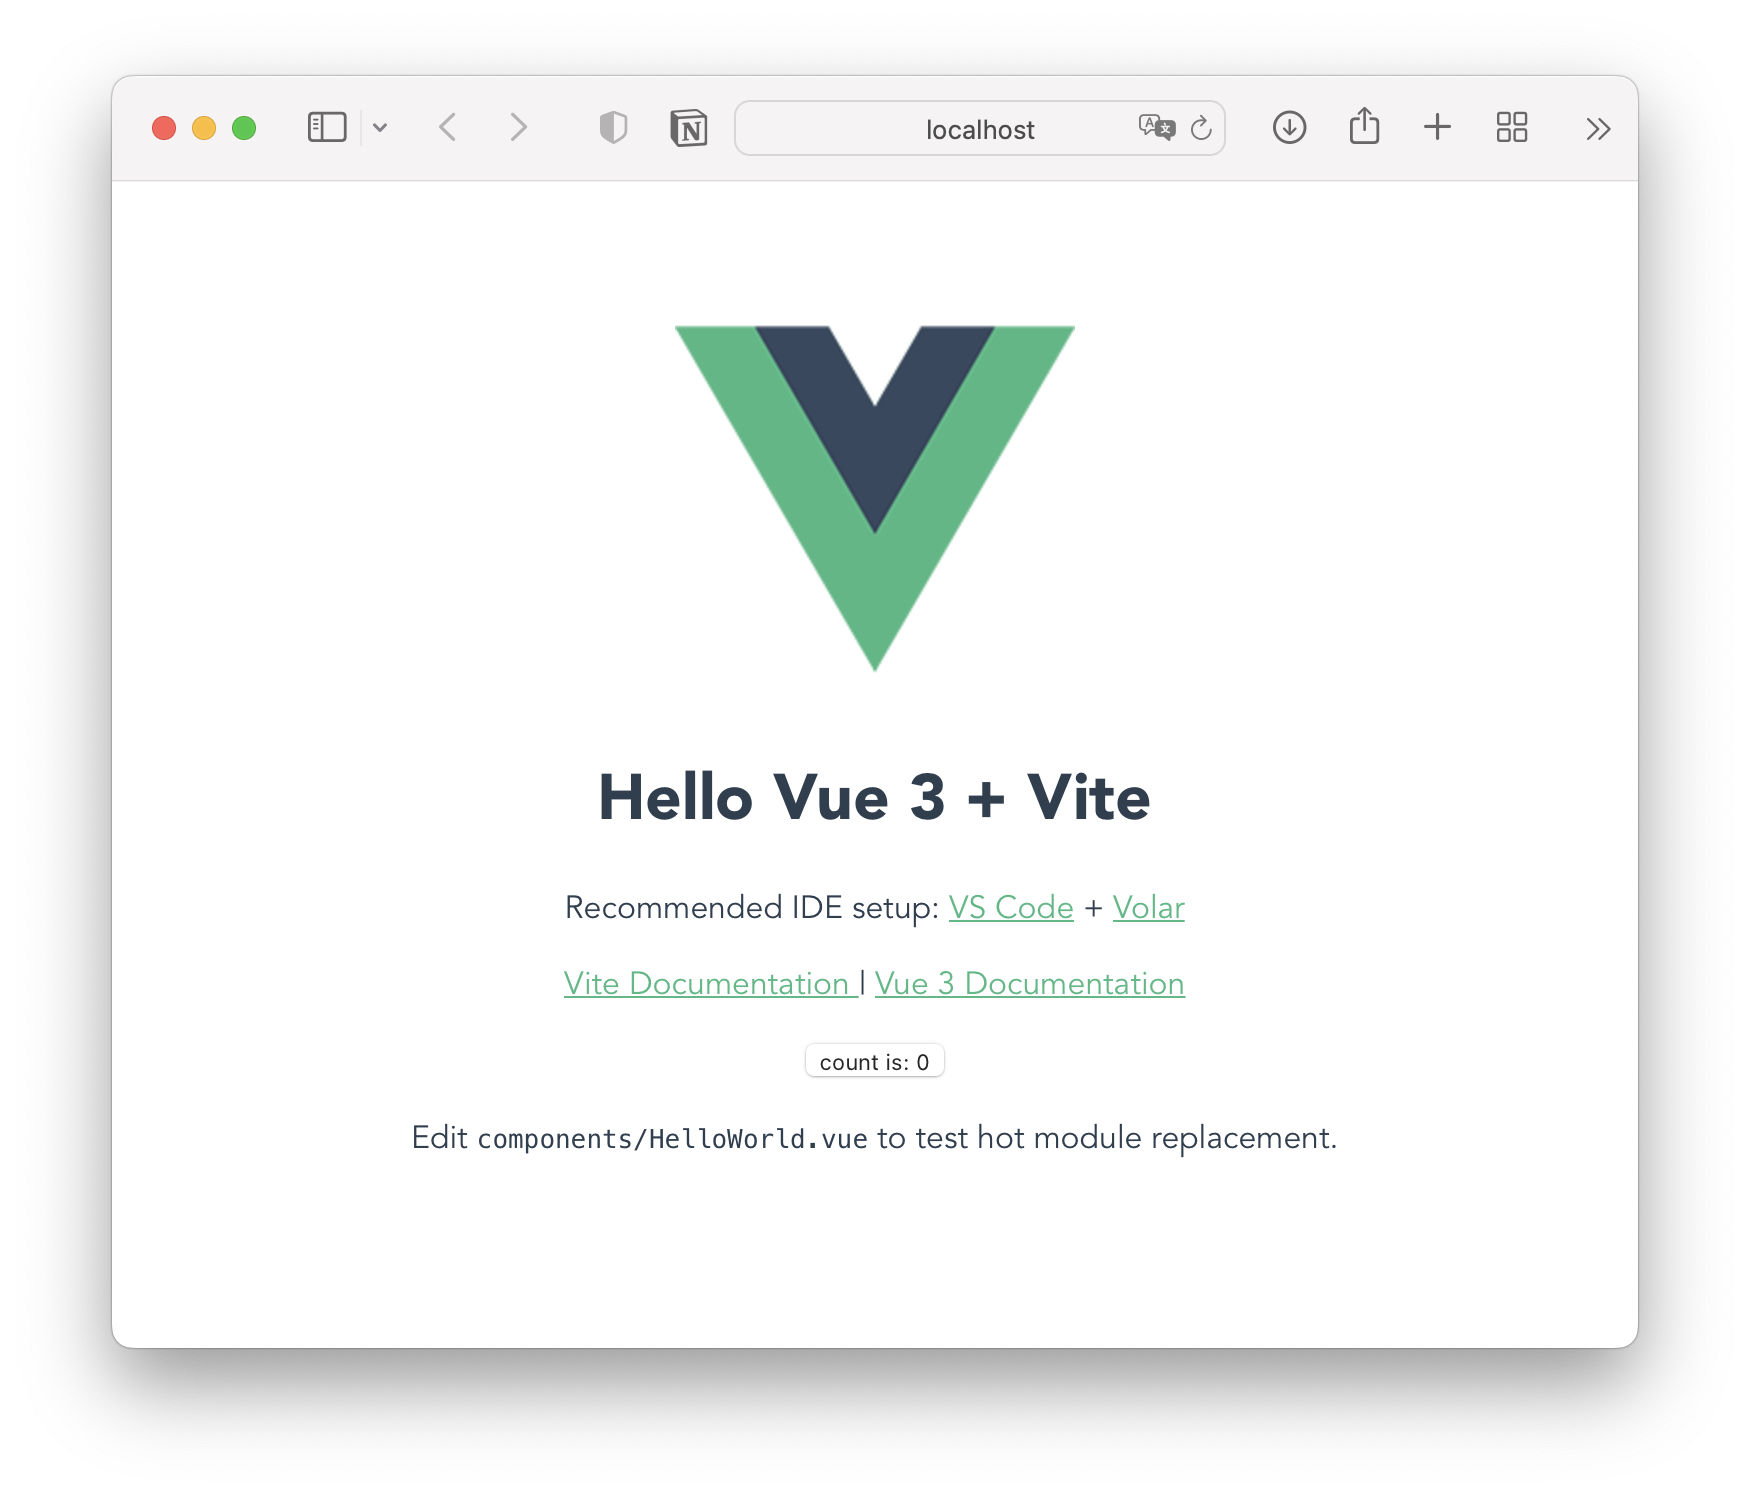 localhost
Hello Vue 3 + Vite
Recommended IDE setup: VS Code + Volar
Vite Documentation | Vue 3 Documentation
count is: 0
Edit components/HelloWorld.vue to test hot module replacement.